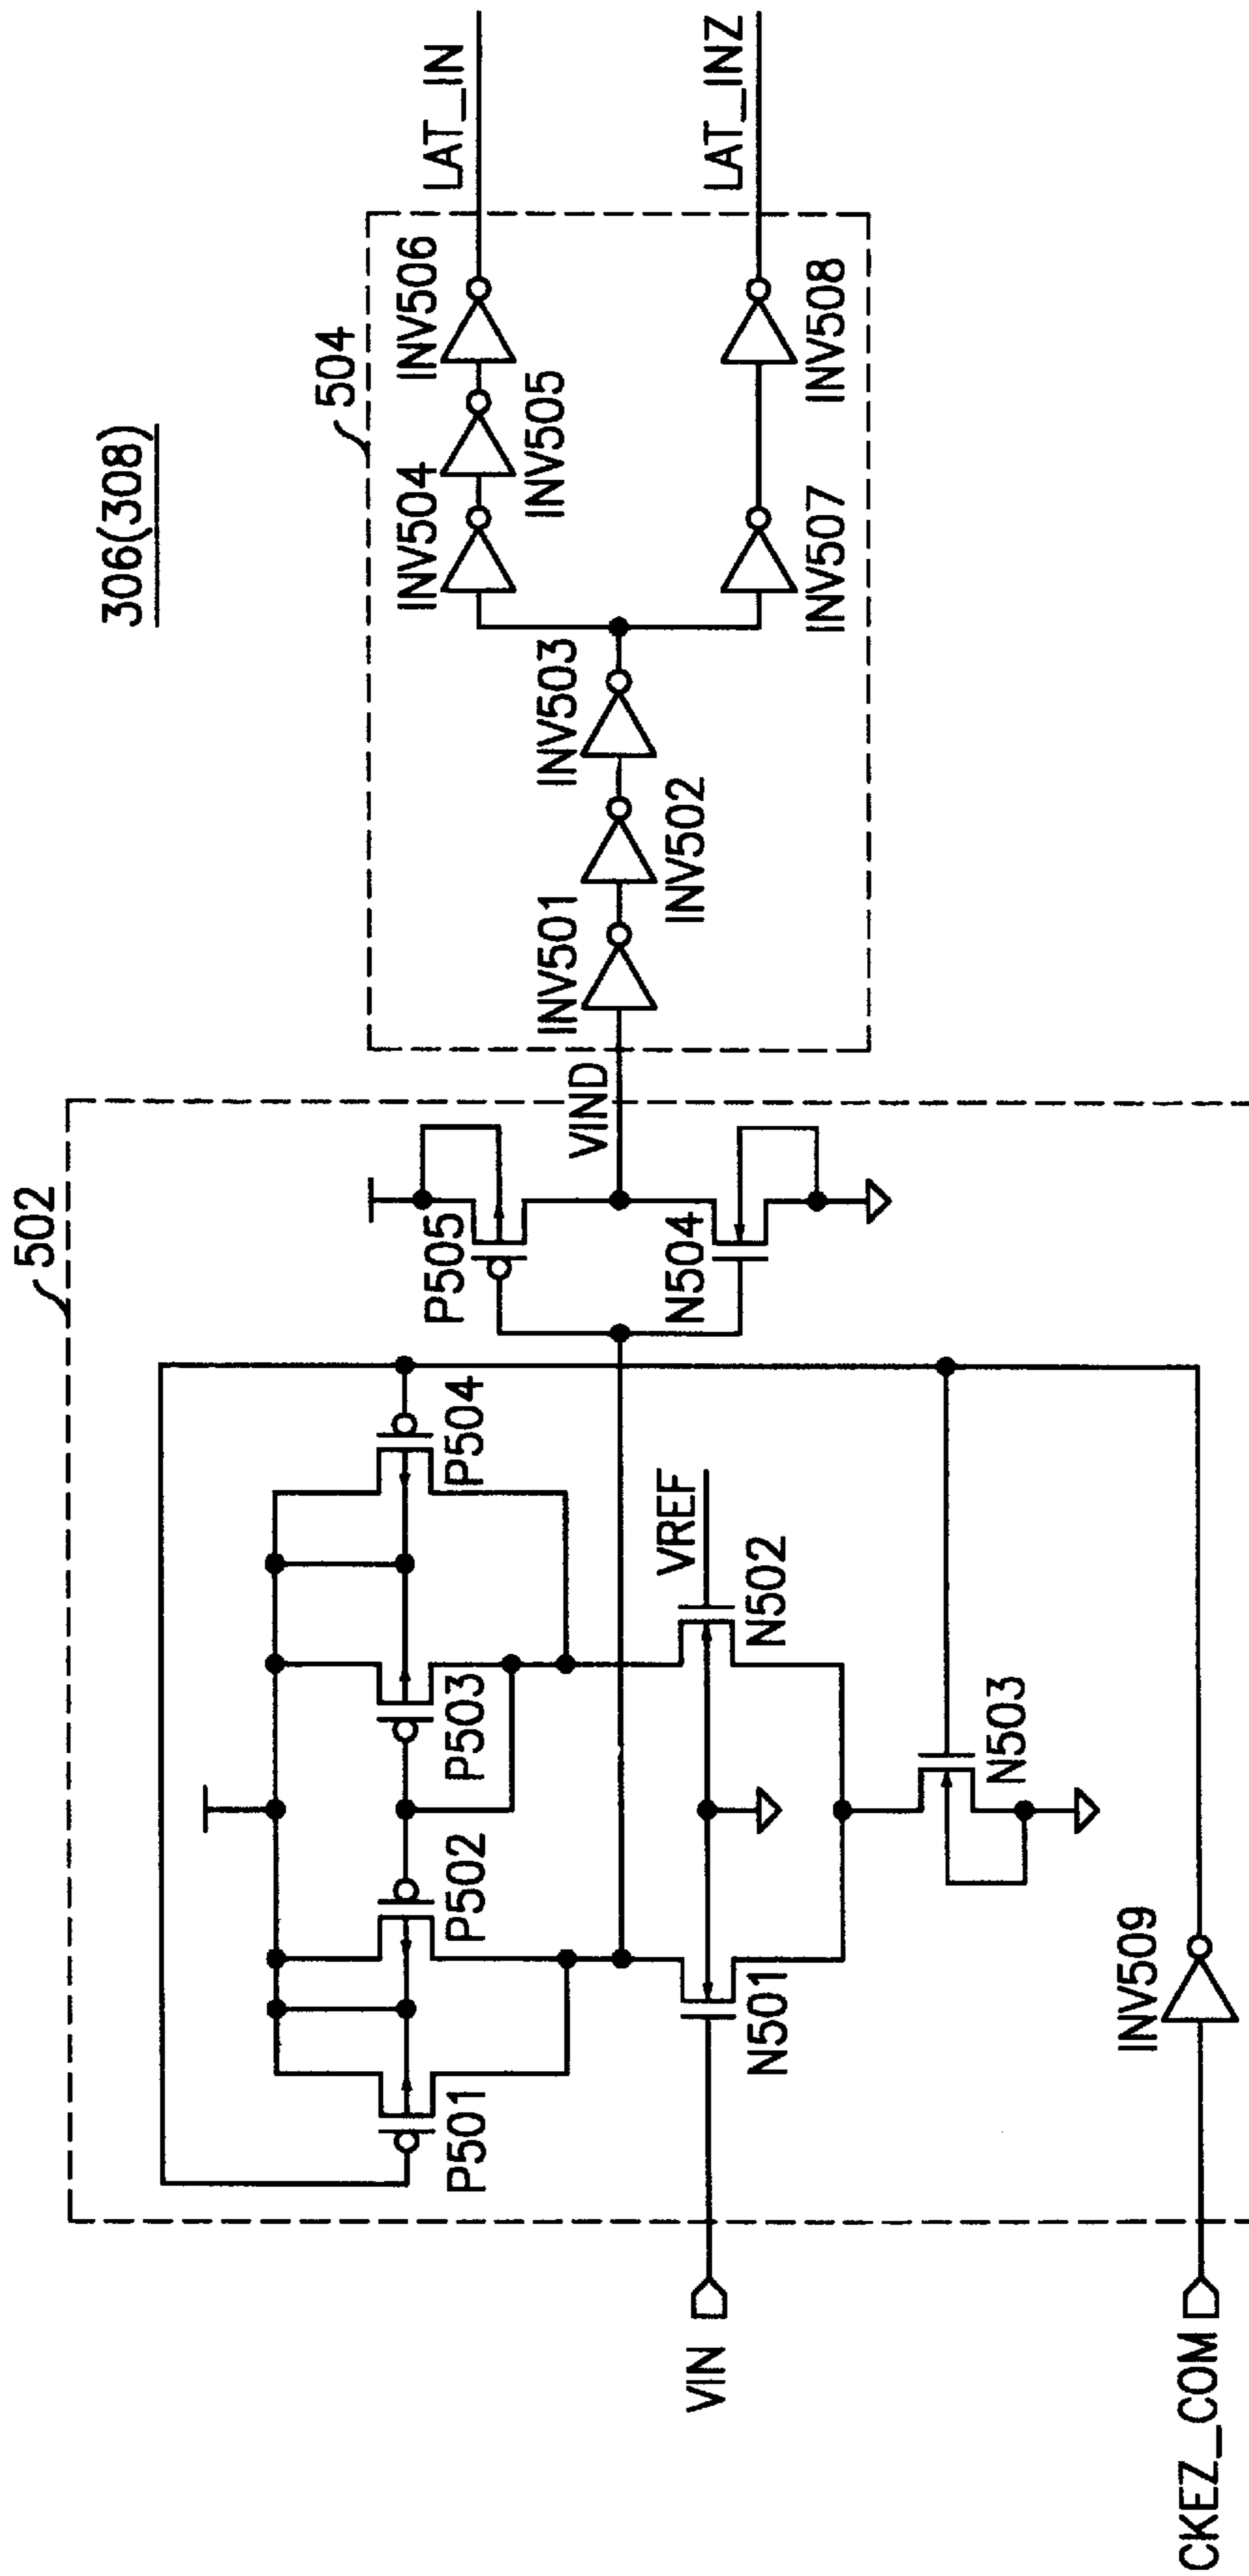 306(308)
502
504
P501
P502
P503
P504
P505
N501
N502
N503
N504
VREF
VIN
CKEZ_COM
INV509
VIND
INV501
INV502
INV503
INV504
INV505
INV506
INV507
INV508
LAT_IN
LAT_INZ